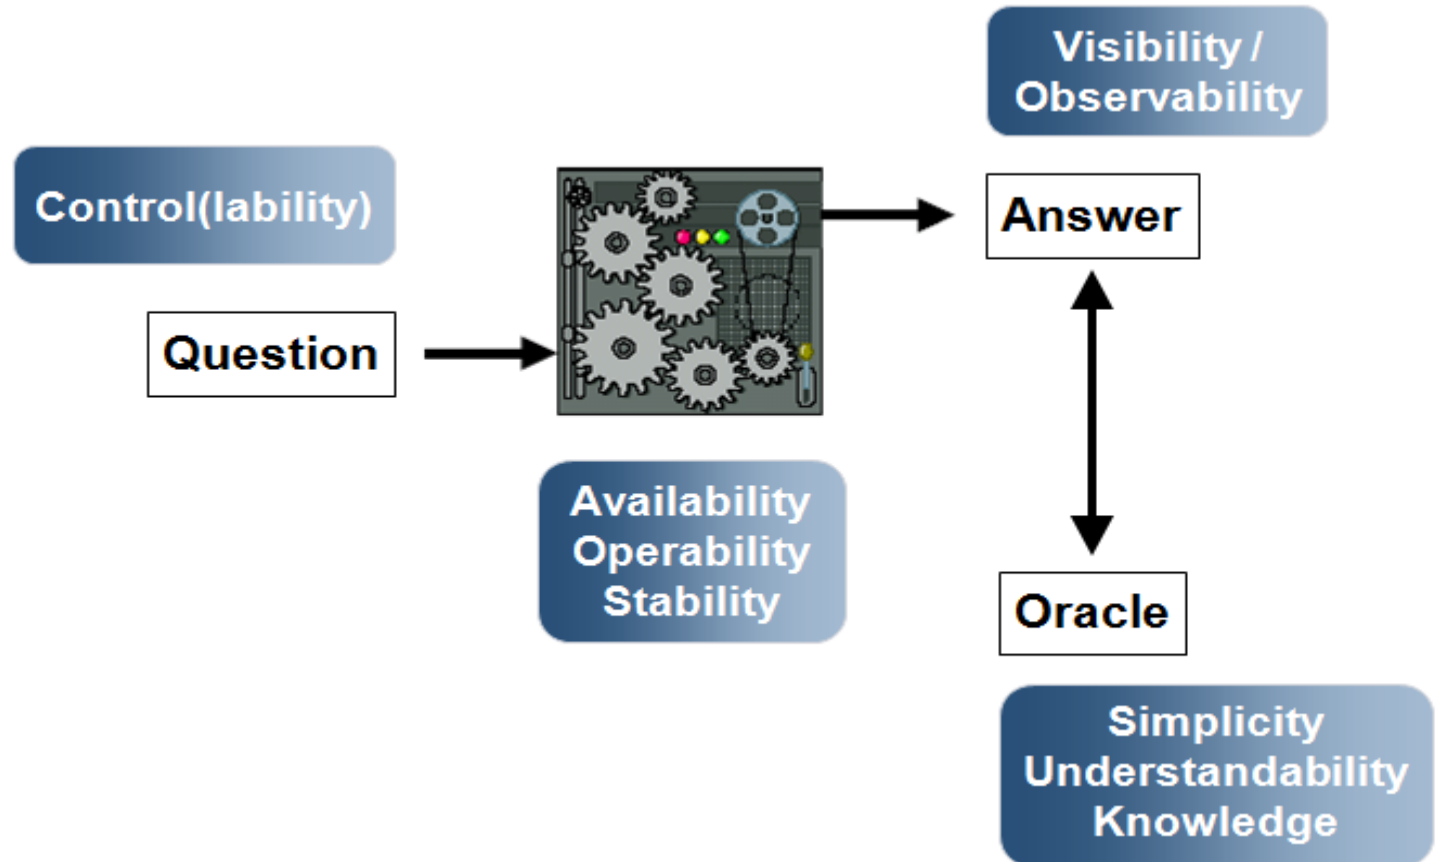 Visibility /
Observability
Control(lability)
Answer
Question
Availability
Operability
Stability
Oracle
Simplicity
Understandability
Knowledge